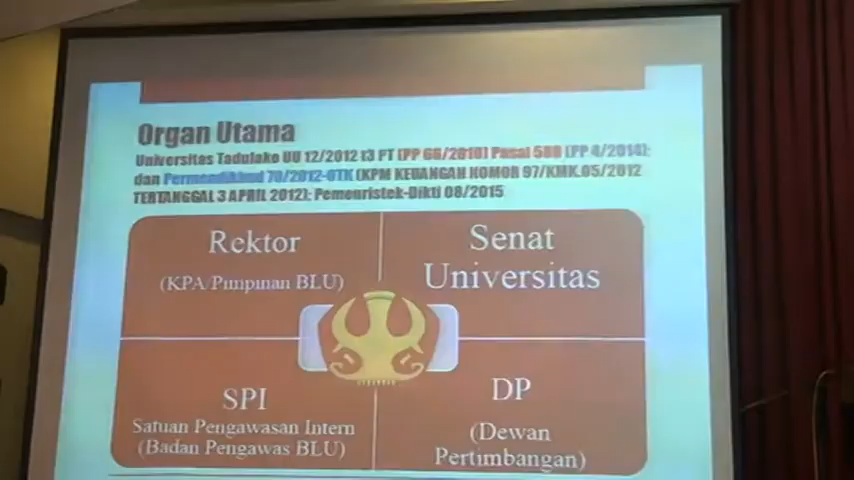 Organ Utama
Universitas Tadulako UU 12/2012 t3 PT (PP 66/2010) Pasal 58B (PP 4/2014);
dan Permendikbud 70/2012-OTK (KPM KEUANGAH HOMOR 97/KMK.05/2012
TERTANGGAL 3 APRIL 2012); Pemenristek-Dikti 08/2015
Rektor
(KPA/Pimpinan BLU)
Senat
Universitas
SPI
Satuan Pengawasan Intern
(Badan Pengawas BLU)
DP
(Dewan
Pertimbangan)